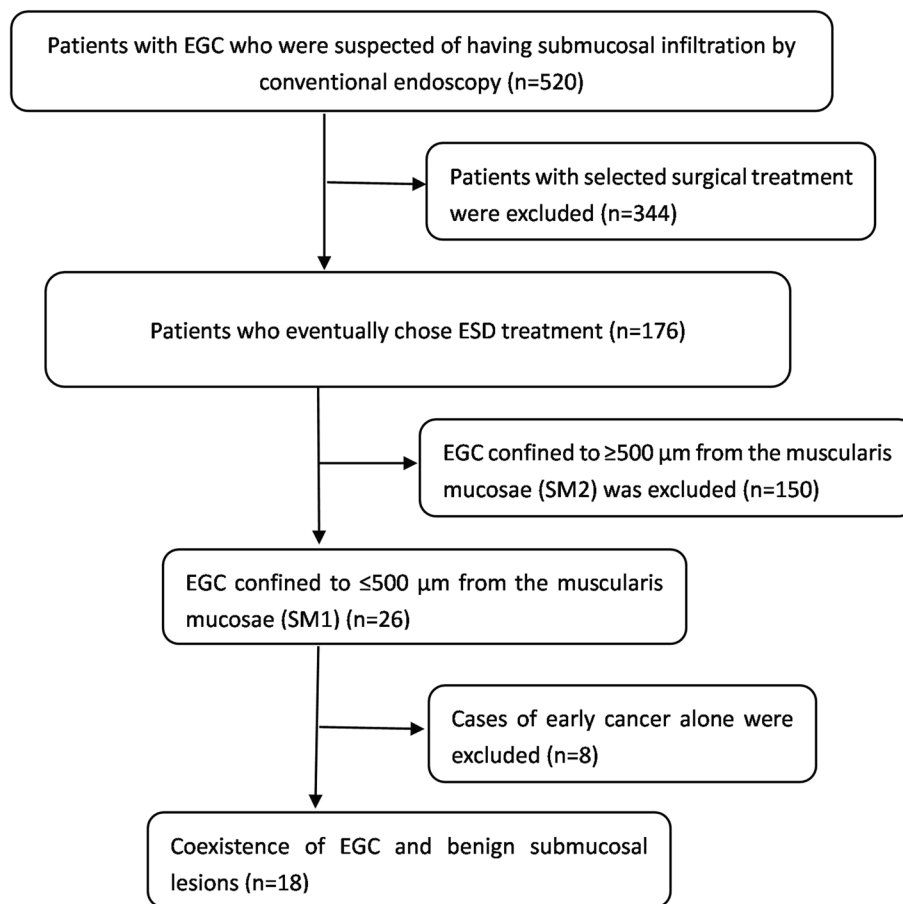 Patients with EGC who were suspected of having submucosal infiltration by
conventional endoscopy (n=520)
Patients with selected surgical treatment
were excluded (n=344)
Patients who eventually chose ESD treatment (n=176)
EGC confined to ≥500 μm from the muscularis
mucosae (SM2) was excluded (n=150)
EGC confined to ≤500 μm from the muscularis
mucosae (SM1) (n=26)
Cases of early cancer alone were
excluded (n=8)
Coexistence of EGC and benign submucosal
lesions (n=18)